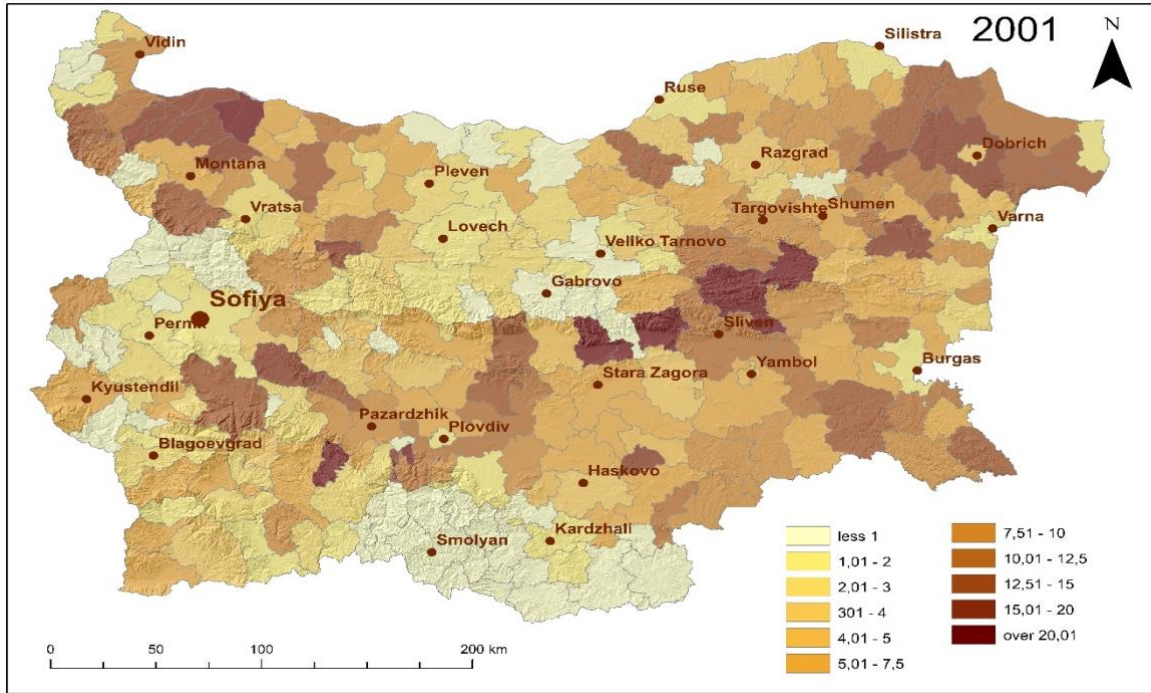 2001
N
Vidin
Silistra
Ruse
Dobrich
Montana
Pleven
Razgrad
Vratsa
Lovech
Targovishte
Shumen
Varna
Veliko Tarnovo
Gabrovo
Sofiya
Pernik
Sliven
Burgas
Yambol
Kyustendil
Stara Zagora
Pazardzhik
Plovdiv
Blagoevgrad
Haskovo
Kardzhali
Smolyan
less 1
1,01 - 2
2,01 - 3
301 - 4
4,01 - 5
5,01 - 7,5
7,51 - 10
10,01 - 12,5
12,51 - 15
15,01 - 20
over 20,01
0 50 100 200 km